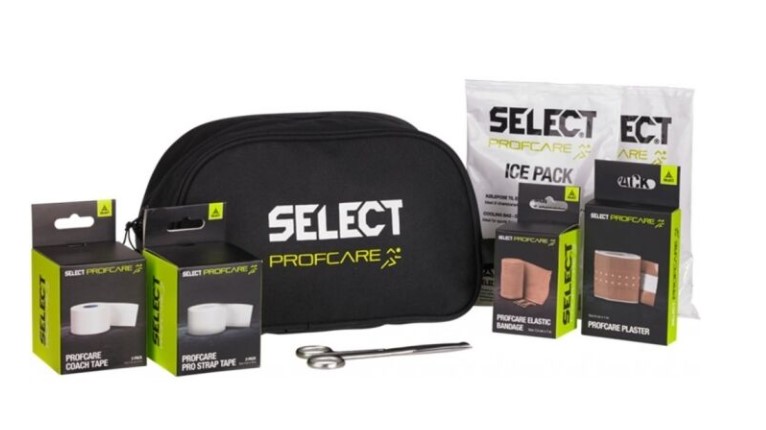 SELECT
PROFCARE
SELECT
PROFCARE
ICE PACK
ECT
ARE
SELECT
SELECT PROFCARE
PROFCARE
COACH TAPE
SELECT
SELECT PROFCARE
PROFCARE
PRO STRAP TAPE
SELECT PROFCARE
SELECT
PROFCARE ELASTIC
BANDAGE
SELECT PROFCARE
PROFCARE PLASTER